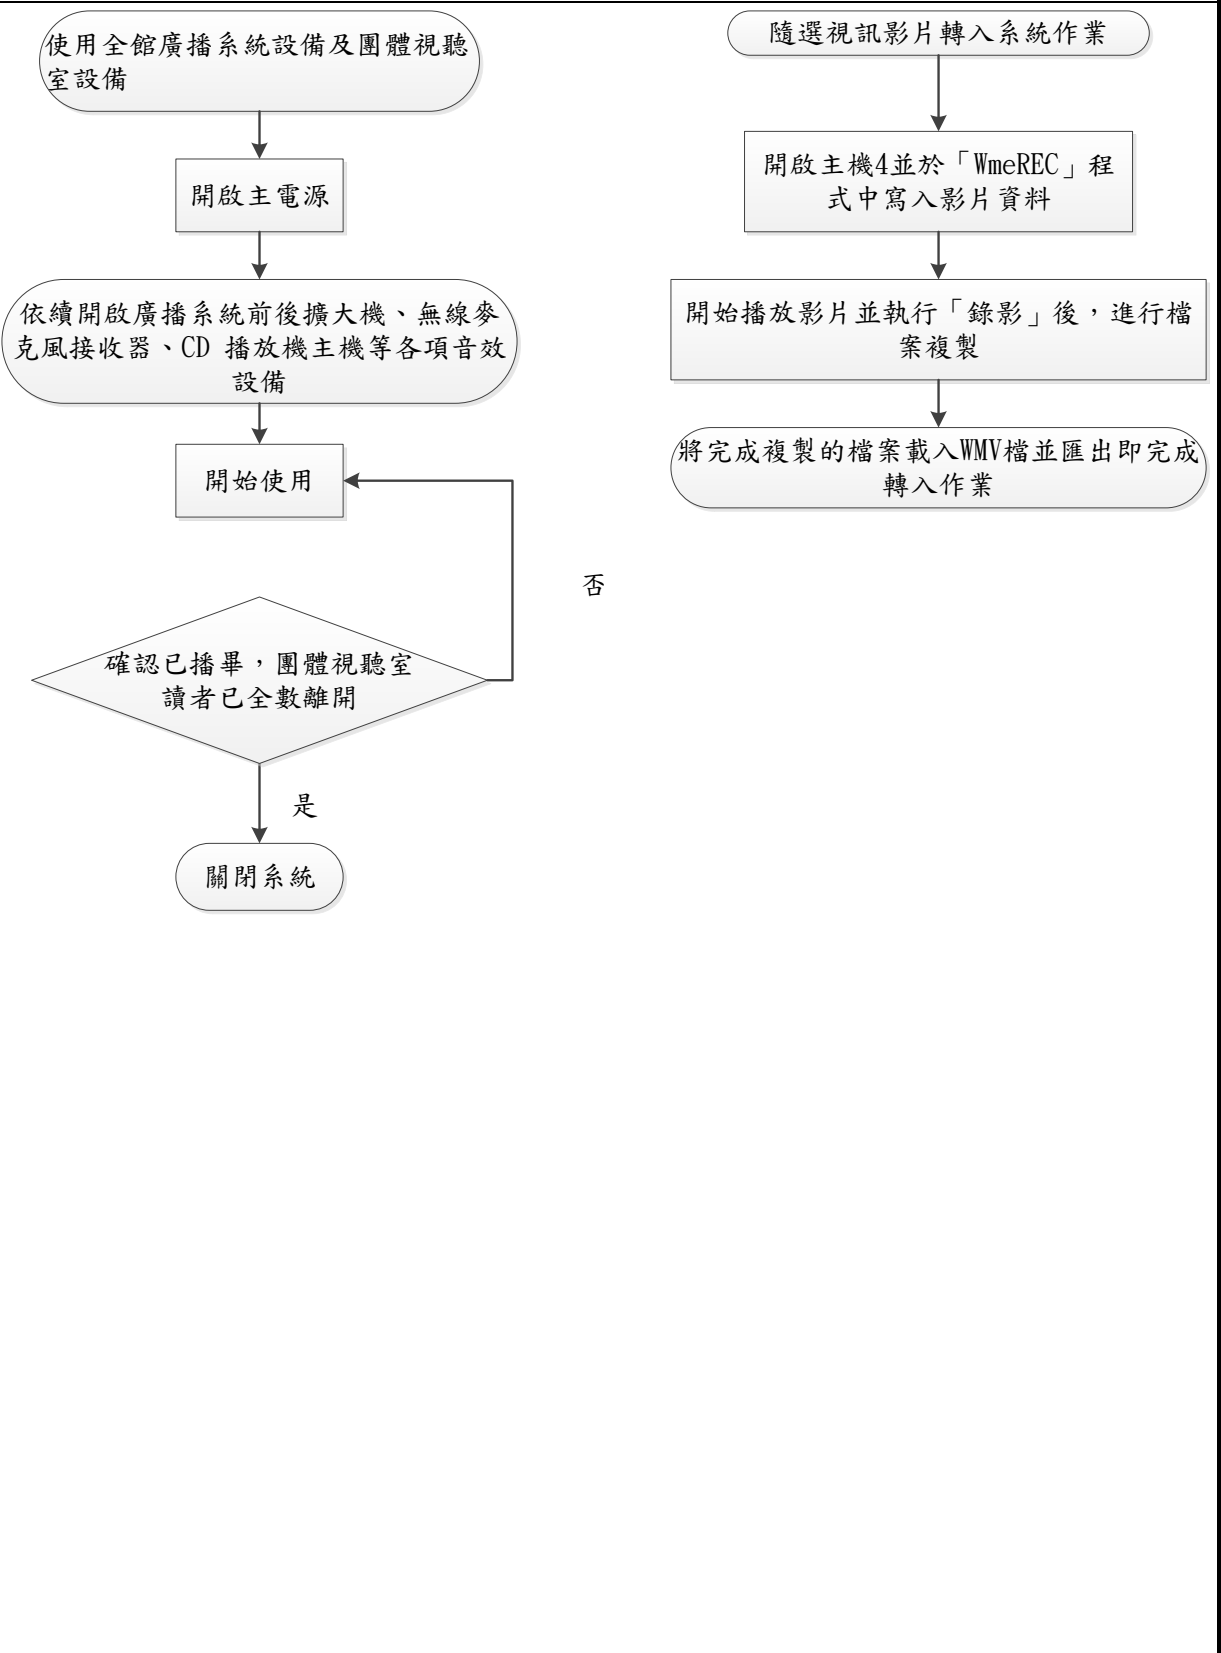 使用全館廣播系統設備及團體視聽
室設備
開啟主電源
依續開啟廣播系統前後擴大機、無線麥
克風接收器、CD 播放機主機等各項音效
設備
開始使用
否
確認已播畢，團體視聽室
讀者已全數離開
是
關閉系統
隨選視訊影片轉入系統作業
開啟主機4並於「WmeREC」程
式中寫入影片資料
開始播放影片並執行「錄影」後，進行檔
案複製
將完成複製的檔案載入WMV檔並匯出即完成
轉入作業